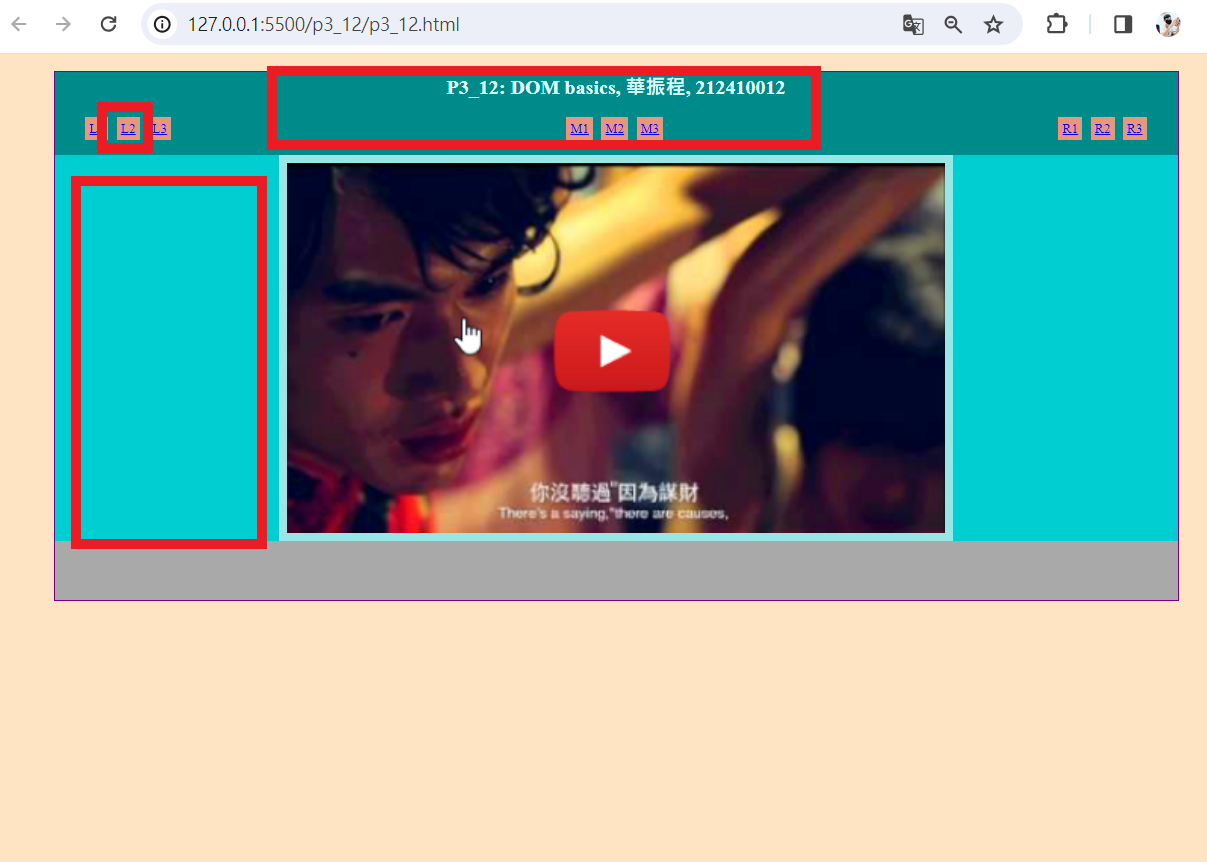 127.0.0.1:5500/p3_12/p3_12.html
P3_12: DOM basics, 華振程, 212410012
L L2 L3 M1 M2 M3 R1 R2 R3
你沒聽過"因為謀財
There's a saying,"there are causes,